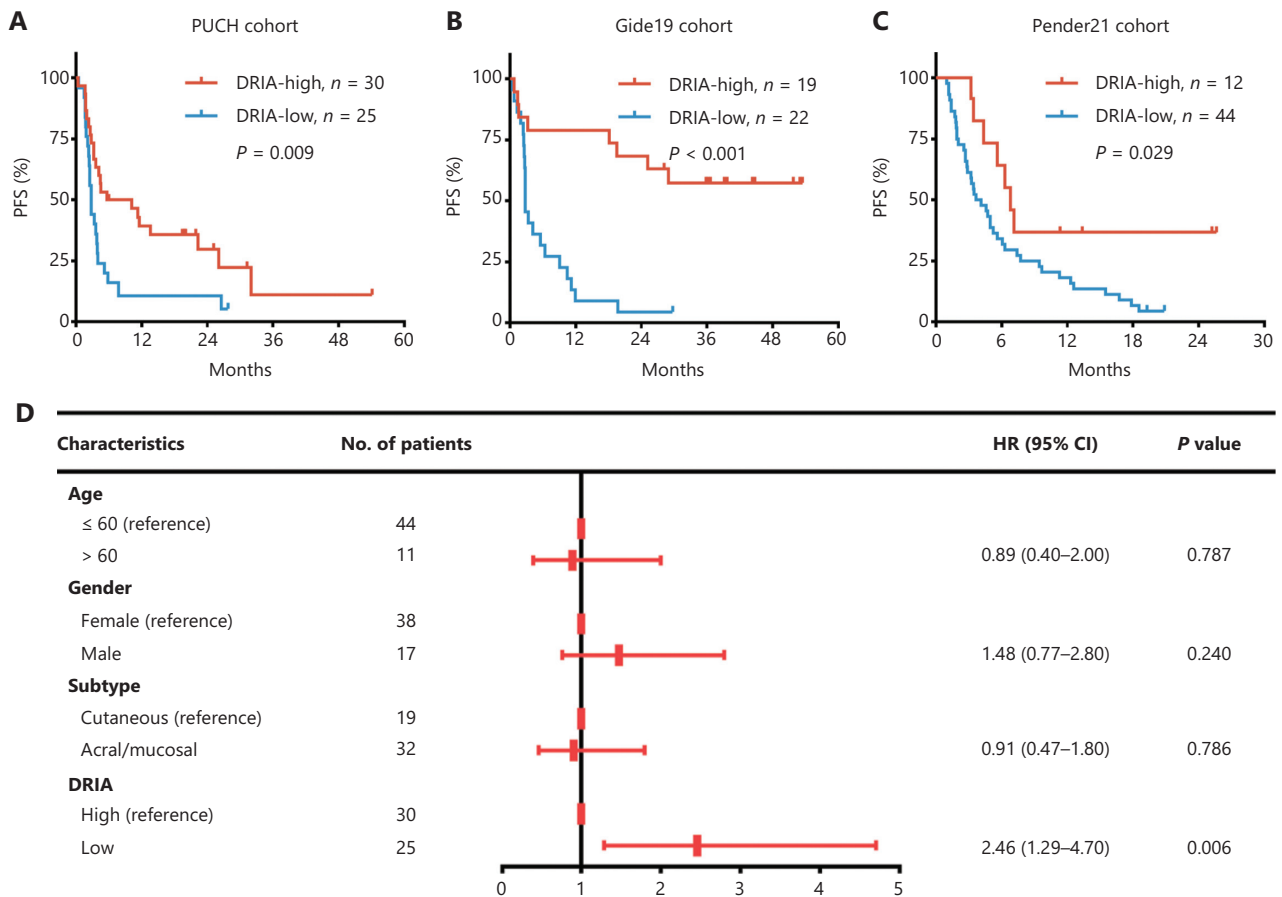 A
PUCH cohort
PFS (%)
100
75
50
25
0
DRIA-high, n = 30
DRIA-low, n = 25
P = 0.009
0 12 24 36 48 60
Months
B
Gide19 cohort
PFS (%)
100
75
50
25
0
DRIA-high, n = 19
DRIA-low, n = 22
P < 0.001
0 12 24 36 48 60
Months
C
Pender21 cohort
PFS (%)
100
75
50
25
0
DRIA-high, n = 12
DRIA-low, n = 44
P = 0.029
0 6 12 18 24 30
Months
D
Characteristics No. of patients HR (95% CI) P value
Age
≤ 60 (reference) 44
> 60 11 0.89 (0.40–2.00) 0.787
Gender
Female (reference) 38
Male 17 1.48 (0.77–2.80) 0.240
Subtype
Cutaneous (reference) 19
Acral/mucosal 32 0.91 (0.47–1.80) 0.786
DRIA
High (reference) 30
Low 25 2.46 (1.29–4.70) 0.006
0 1 2 3 4 5